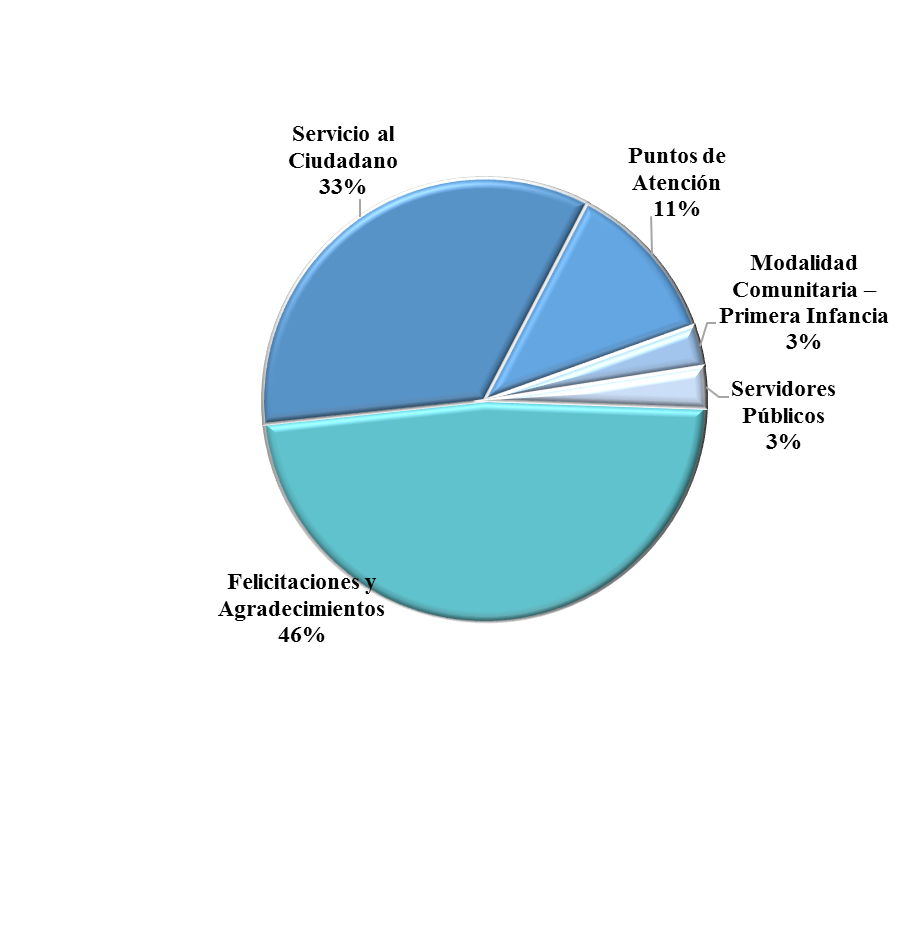 Servicio al
Ciudadano
33%
Puntos de
Atención
11%
Modalidad
Comunitaria –
Primera Infancia
3%
Servidores
Públicos
3%
Felicitaciones y
Agradecimientos
46%